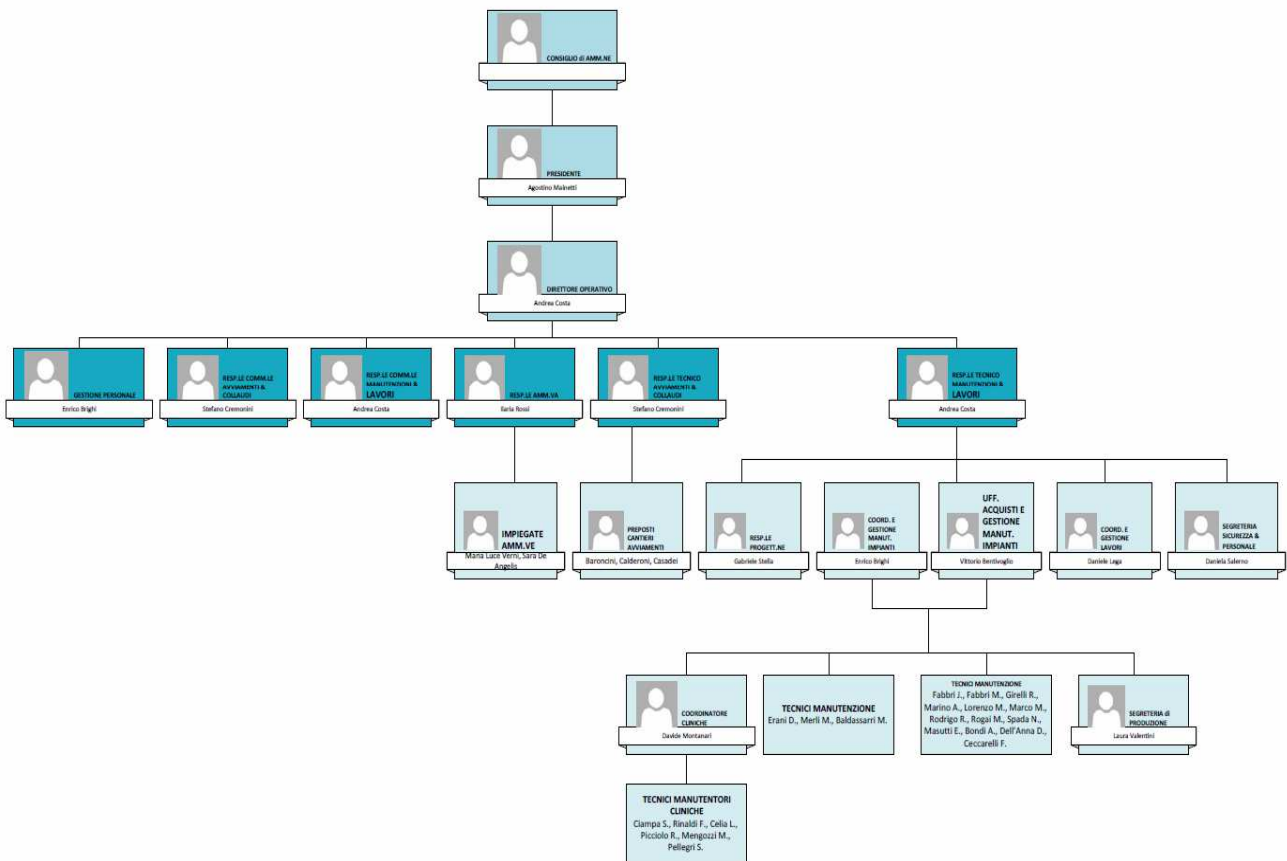 CONSIGLIO di AMM.NE
PRESIDENTE
Agostino Mainetti
DIRETTORE OPERATIVO
Andrea Costa
GESTIONE PERSONALE
Enrico Brighi
RESP.LE COMM.LE
AVVIAMENTI &
COLLAUDI
Stefano Cremonini
RESP.LE COMM.LE
MANUTENZIONI &
LAVORI
Andrea Costa
RESP.LE AMM.VA
Ilaria Rossi
RESP.LE TECNICO
AVVIAMENTI &
COLLAUDI
Stefano Cremonini
RESP.LE TECNICO
MANUTENZIONI &
LAVORI
Andrea Costa
IMPIEGATE
AMM.VE
Maria Luce Verni, Sara De
Angelis
PREPOSTI
CANTIERI
AVVIAMENTI
Baroncini, Calderoni, Casadei
RESP.LE
PROGETT.NE
Gabriele Stella
COORD. E
GESTIONE
MANUT.
IMPIANTI
Enrico Brighi
UFF.
ACQUISTI E
GESTIONE
MANUT.
IMPIANTI
Vittorio Bentivoglio
COORD. E
GESTIONE
LAVORI
Daniele Lega
SEGRETERIA
SICUREZZA &
PERSONALE
Daniela Salerno
COORDINATORE
CLINICHE
Davide Montanari
TECNICI MANUTENZIONE
Erani D., Merli M., Baldassarri M.
TECNICI MANUTENZIONE
Fabbri J., Fabbri M., Girelli R.,
Marino A., Lorenzo M., Marco M.,
Rodrigo R., Rogai M., Spada N.,
Masutti E., Bondi A., Dell'Anna D.,
Ceccarelli F.
SEGRETERIA di
PRODUZIONE
Laura Valentini
TECNICI MANUTENTORI
CLINICHE
Ciampa S., Rinaldi F., Celia L.,
Picciolo R., Mengozzi M.,
Pellegri S.